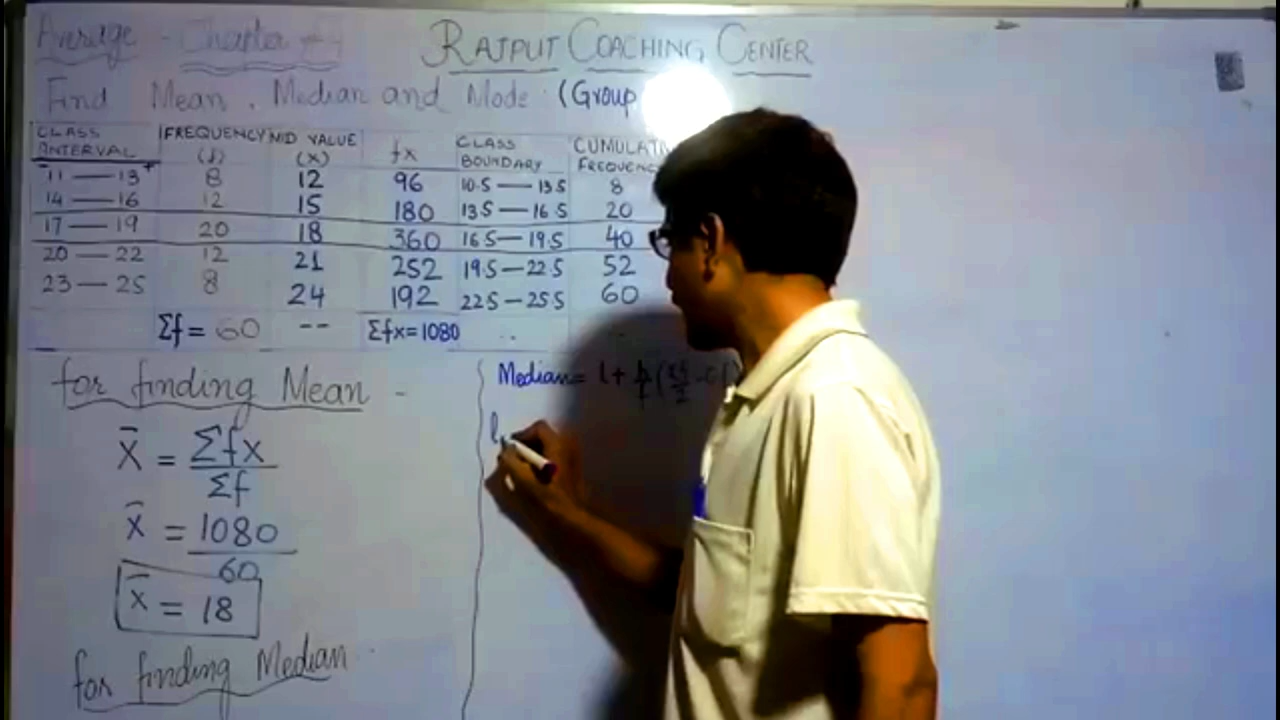 Average - Chapter #4
RAJPUT COACHING CENTER
Find Mean, Median and Mode: (Group
CLASS INTERVAL FREQUENCY (f) MID VALUE (X) fx CLASS BOUNDARY FREQUENCY
11 — 13 8 12 96 10.5 — 13.5 8
14 — 16 12 15 180 13.5 — 16.5 20
17 — 19 20 18 360 16.5 — 19.5 40
20 — 22 12 21 252 19.5 — 22.5 52
23 — 25 8 24 192 22.5 — 25.5 60
Σf = 60 -- Σfx=1080
for finding Mean -
X̄ = Σfx
Σf
X̄ = 1080
60
X̄ = 18
for finding Median
Median = l + h/f (Σf/2 - c.f)
l